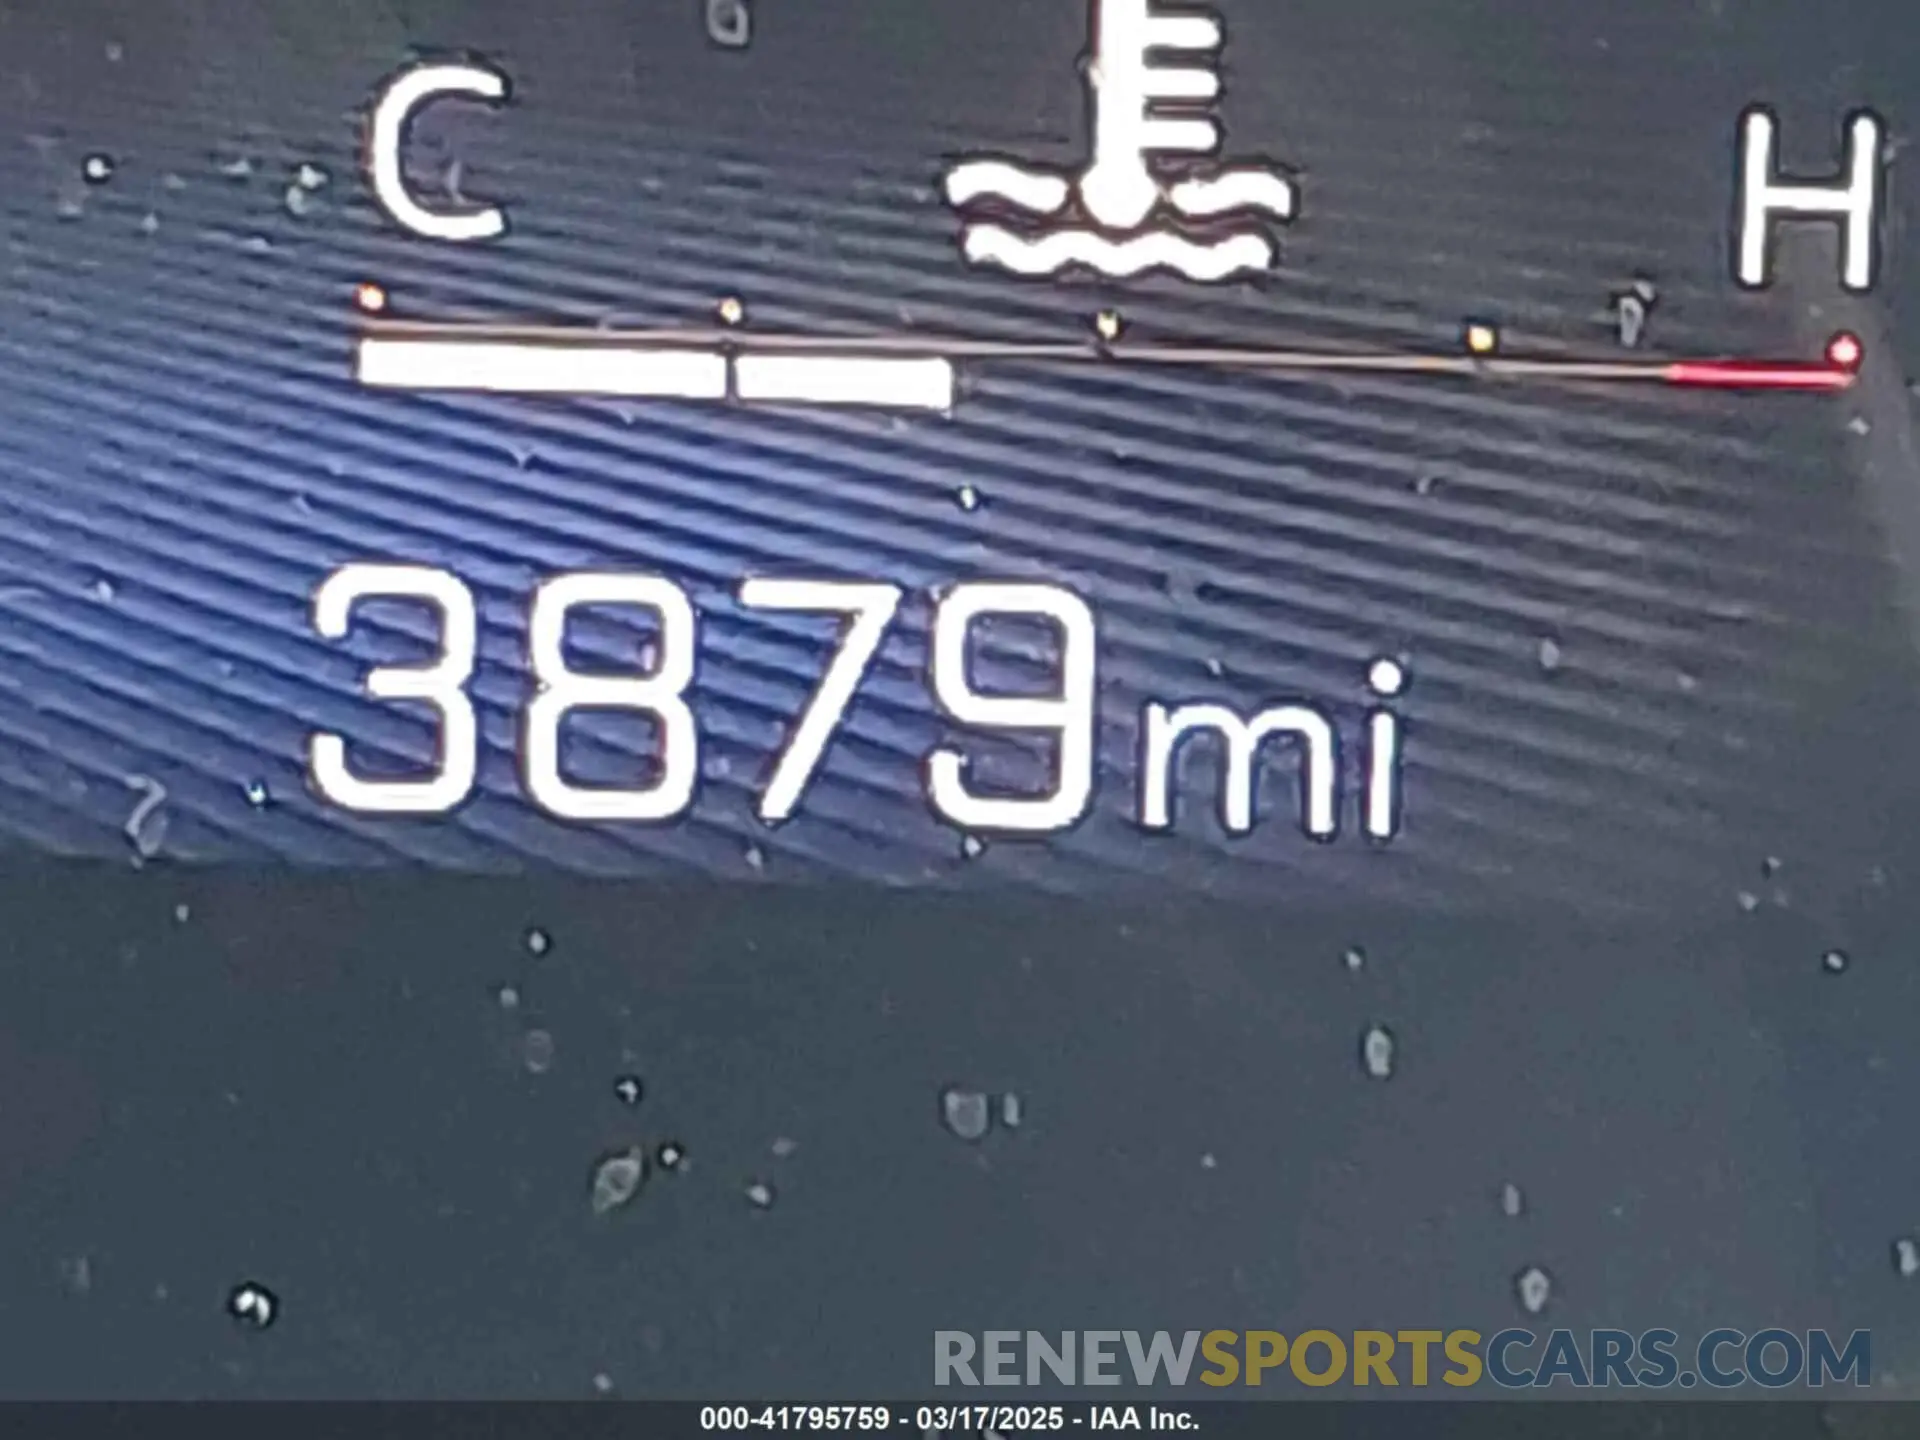 C H
3879mi
RENEWSPORTSCARS.COM
000-41795759 - 03/17/2025 - IAA Inc.